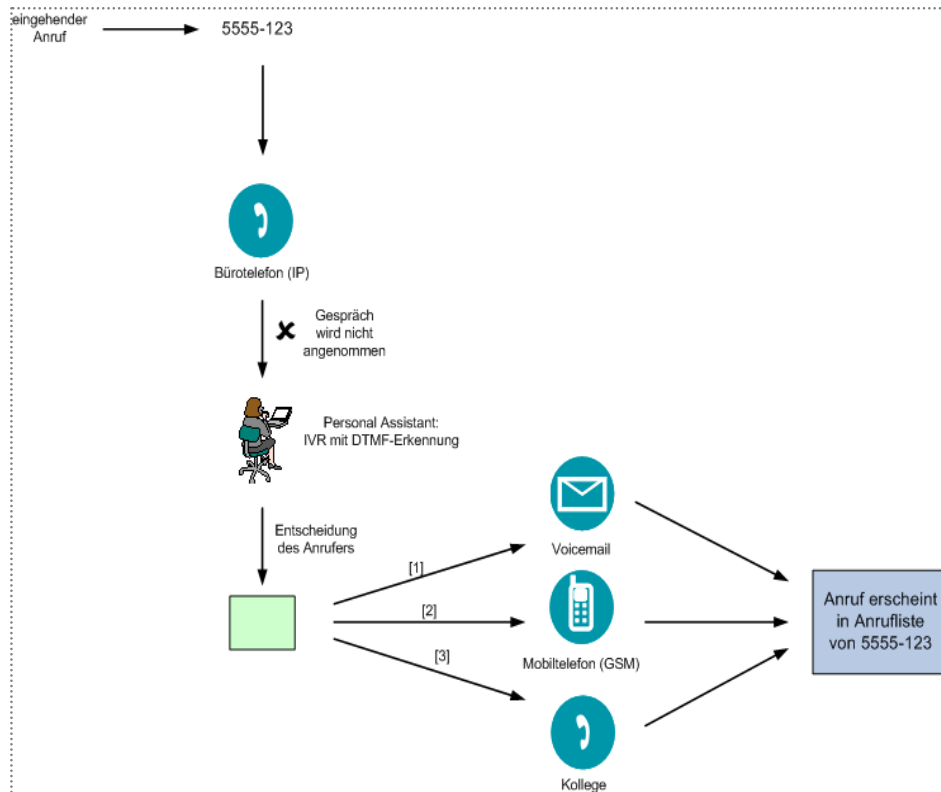 eingehender
Anruf
5555-123
Bürotelefon (IP)
Gespräch
wird nicht
angenommen
Personal Assistant:
IVR mit DTMF-Erkennung
Entscheidung
des Anrufers
[1]
Voicemail
[2]
Mobiltelefon (GSM)
[3]
Kollege
Anruf erscheint
in Anrufliste
von 5555-123